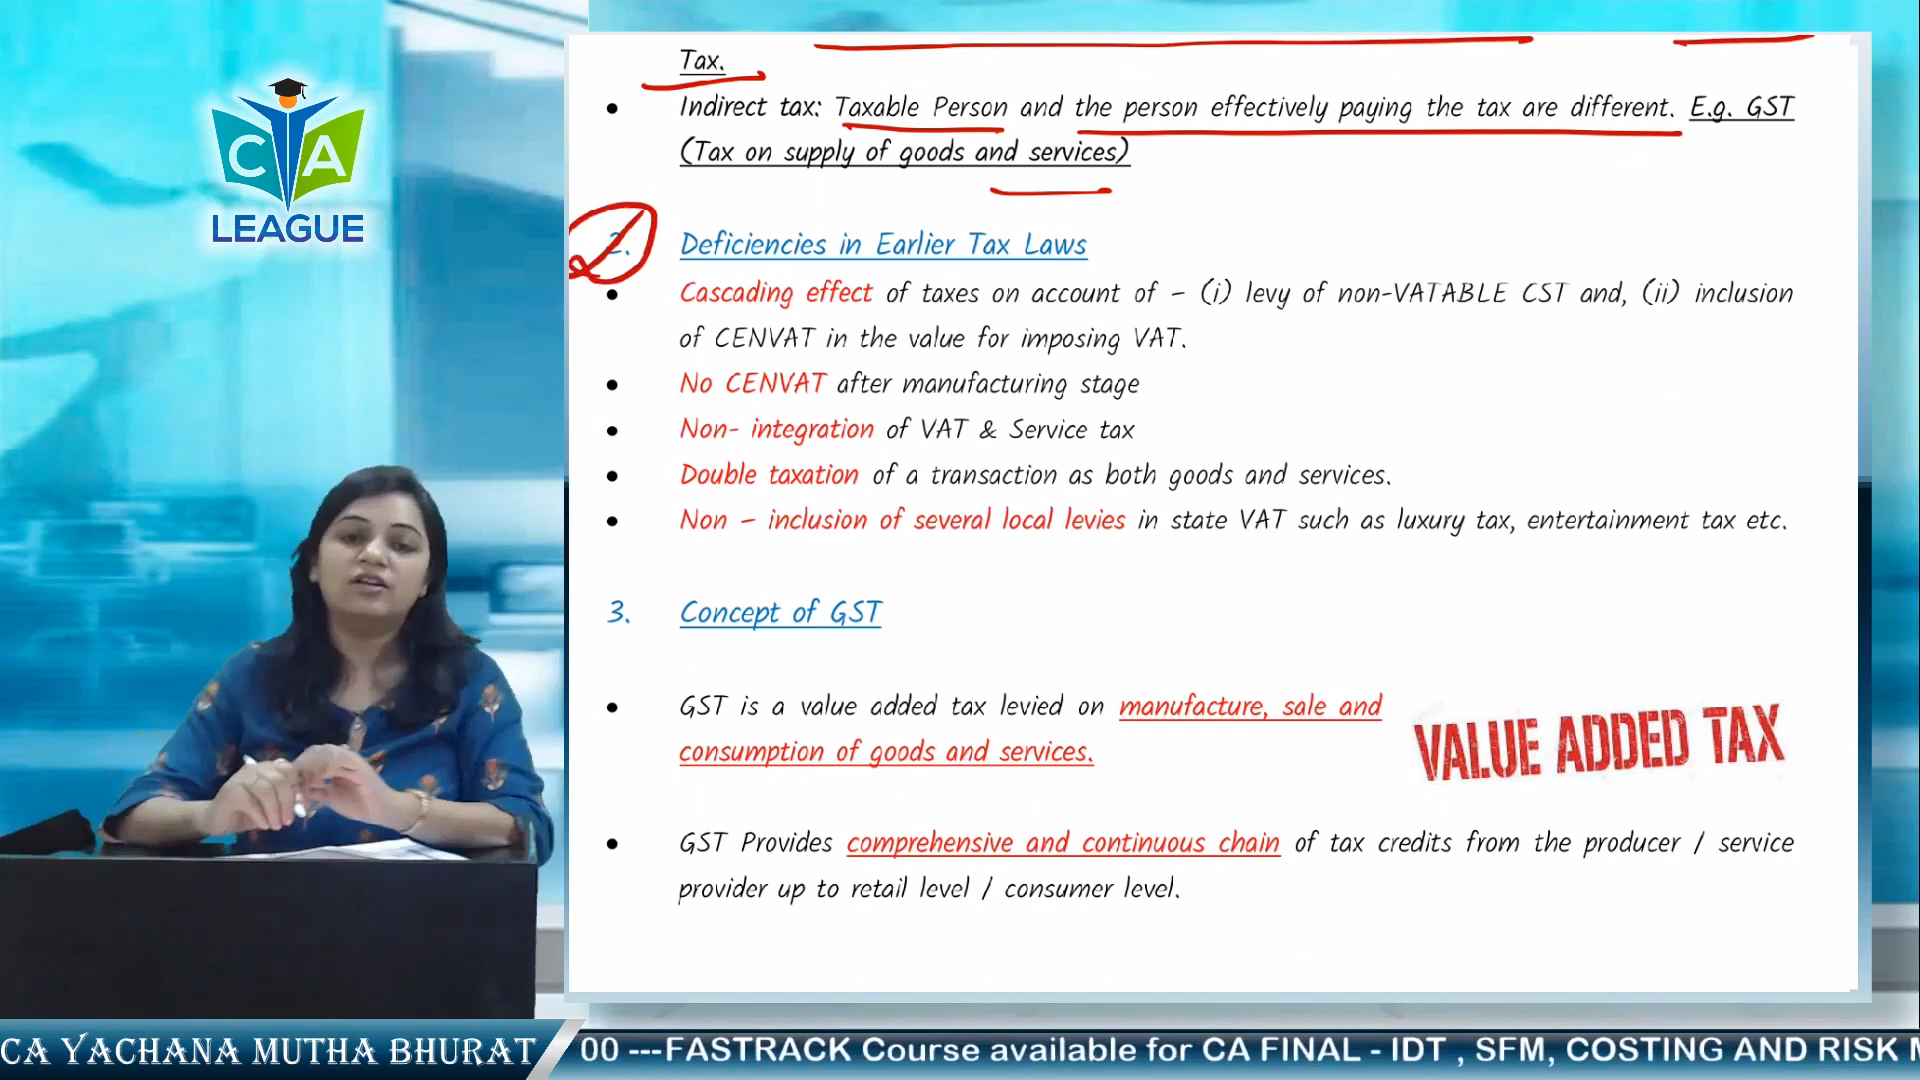 CA
LEAGUE
Tax.
• Indirect tax: Taxable Person and the person effectively paying the tax are different. E.g. GST
(Tax on supply of goods and services)
2. Deficiencies in Earlier Tax Laws
• Cascading effect of taxes on account of – (i) levy of non-VATABLE CST and, (ii) inclusion
of CENVAT in the value for imposing VAT.
• No CENVAT after manufacturing stage
• Non- integration of VAT & Service tax
• Double taxation of a transaction as both goods and services.
• Non – inclusion of several local levies in state VAT such as luxury tax, entertainment tax etc.
3. Concept of GST
• GST is a value added tax levied on manufacture, sale and
consumption of goods and services.
VALUE ADDED TAX
• GST Provides comprehensive and continuous chain of tax credits from the producer / service
provider up to retail level / consumer level.
CA YACHANA MUTHA BHURAT
00 ---FASTRACK Course available for CA FINAL - IDT , SFM, COSTING AND RISK